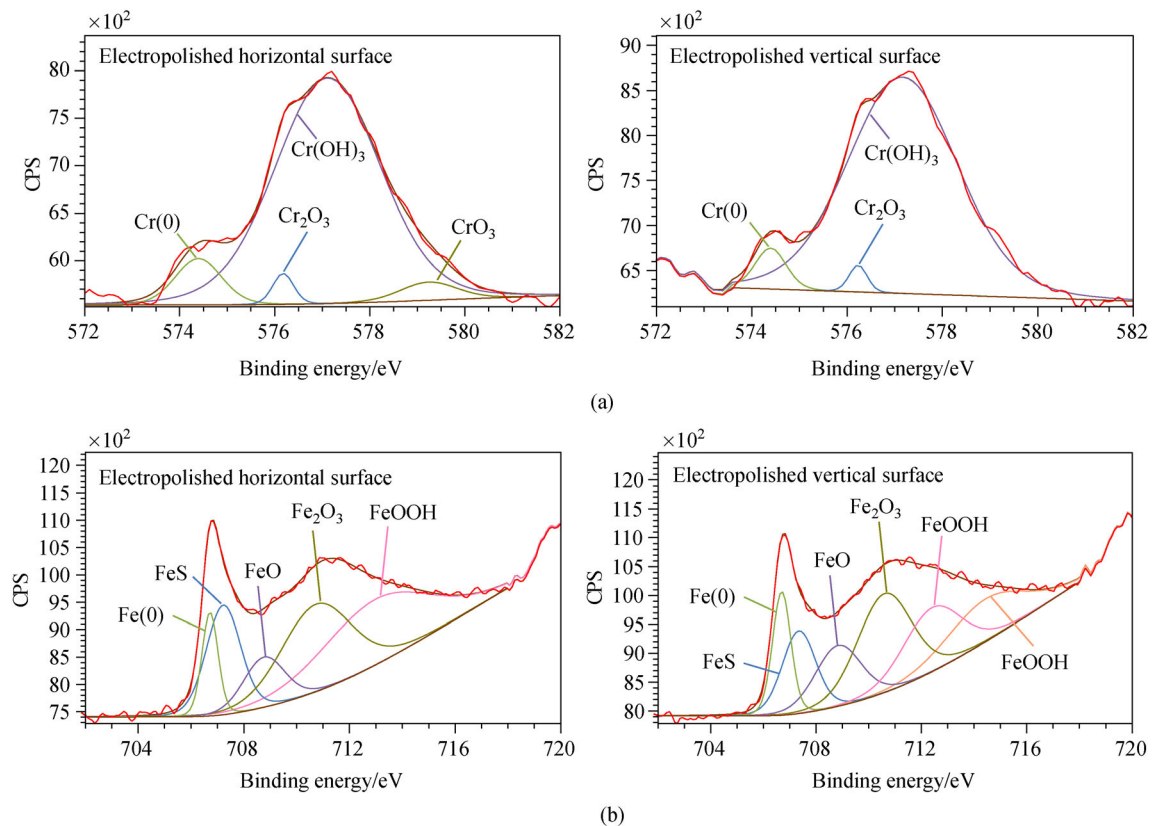 ×10²
Electropolished horizontal surface
80
75
70
65
60
CPS
Cr(0)
Cr₂O₃
Cr(OH)₃
CrO₃
572 574 576 578 580 582
Binding energy/eV
×10²
Electropolished vertical surface
90
85
80
75
70
65
CPS
Cr(0)
Cr₂O₃
Cr(OH)₃
572 574 576 578 580 582
Binding energy/eV
(a)
×10²
Electropolished horizontal surface
120
115
110
105
100
95
90
85
80
75
CPS
Fe(0)
FeS
FeO
Fe₂O₃
FeOOH
704 708 712 716 720
Binding energy/eV
×10²
Electropolished vertical surface
120
115
110
105
100
95
90
85
80
CPS
Fe(0)
FeS
FeO
Fe₂O₃
FeOOH
FeOOH
704 708 712 716 720
Binding energy/eV
(b)